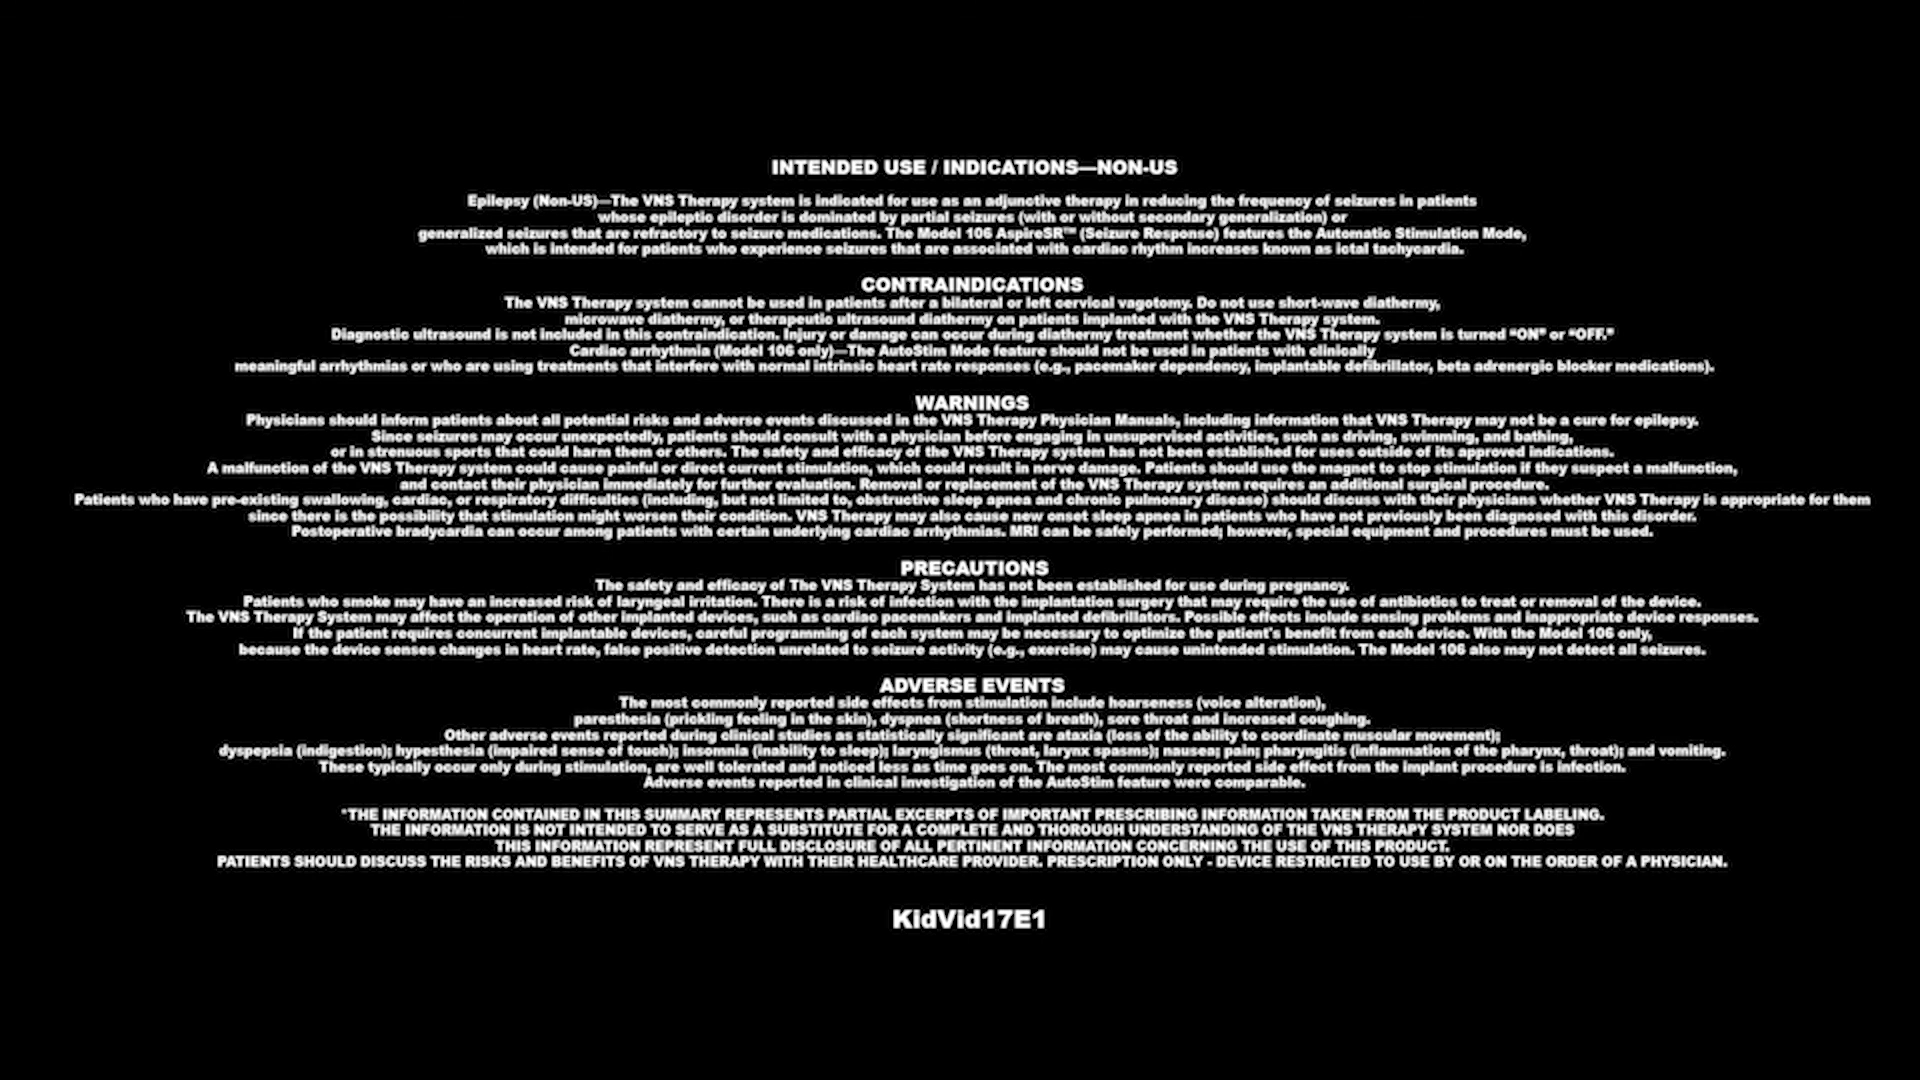 INTENDED USE / INDICATIONS—NON-US
Epilepsy (Non-US)—The VNS Therapy system is indicated for use as an adjunctive therapy in reducing the frequency of seizures in patients
whose epileptic disorder is dominated by partial seizures (with or without secondary generalization) or
generalized seizures that are refractory to seizure medications. The Model 106 AspireSR™ (Seizure Response) features the Automatic Stimulation Mode,
which is intended for patients who experience seizures that are associated with cardiac rhythm increases known as ictal tachycardia.
CONTRAINDICATIONS
The VNS Therapy system cannot be used in patients after a bilateral or left cervical vagotomy. Do not use short-wave diathermy,
microwave diathermy, or therapeutic ultrasound diathermy on patients implanted with the VNS Therapy system.
Diagnostic ultrasound is not included in this contraindication. Injury or damage can occur during diathermy treatment whether the VNS Therapy system is turned “ON” or “OFF.”
Cardiac arrhythmia (Model 106 only)—The AutoStim Mode feature should not be used in patients with clinically
meaningful arrhythmias or who are using treatments that interfere with normal intrinsic heart rate responses (e.g., pacemaker dependency, implantable defibrillator, beta adrenergic blocker medications).
WARNINGS
Physicians should inform patients about all potential risks and adverse events discussed in the VNS Therapy Physician Manuals, including information that VNS Therapy may not be a cure for epilepsy.
Since seizures may occur unexpectedly, patients should consult with a physician before engaging in unsupervised activities, such as driving, swimming, and bathing,
or in strenuous sports that could harm them or others. The safety and efficacy of the VNS Therapy system has not been established for uses outside of its approved indications.
A malfunction of the VNS Therapy system could cause painful or direct current stimulation, which could result in nerve damage. Patients should use the magnet to stop stimulation if they suspect a malfunction,
and contact their physician immediately for further evaluation. Removal or replacement of the VNS Therapy system requires an additional surgical procedure.
Patients who have pre-existing swallowing, cardiac, or respiratory difficulties (including, but not limited to, obstructive sleep apnea and chronic pulmonary disease) should discuss with their physicians whether VNS Therapy is appropriate for them
since there is the possibility that stimulation might worsen their condition. VNS Therapy may also cause new onset sleep apnea in patients who have not previously been diagnosed with this disorder.
Postoperative bradycardia can occur among patients with certain underlying cardiac arrhythmias. MRI can be safely performed; however, special equipment and procedures must be used.
PRECAUTIONS
The safety and efficacy of The VNS Therapy System has not been established for use during pregnancy.
Patients who smoke may have an increased risk of laryngeal irritation. There is a risk of infection with the implantation surgery that may require the use of antibiotics to treat or removal of the device.
The VNS Therapy System may affect the operation of other implanted devices, such as cardiac pacemakers and implanted defibrillators. Possible effects include sensing problems and inappropriate device responses.
If the patient requires concurrent implantable devices, careful programming of each system may be necessary to optimize the patient's benefit from each device. With the Model 106 only,
because the device senses changes in heart rate, false positive detection unrelated to seizure activity (e.g., exercise) may cause unintended stimulation. The Model 106 also may not detect all seizures.
ADVERSE EVENTS
The most commonly reported side effects from stimulation include hoarseness (voice alteration),
paresthesia (prickling feeling in the skin), dyspnea (shortness of breath), sore throat and increased coughing.
Other adverse events reported during clinical studies as statistically significant are ataxia (loss of the ability to coordinate muscular movement);
dyspepsia (indigestion); hypesthesia (impaired sense of touch); insomnia (inability to sleep); laryngismus (throat, larynx spasms); nausea; pain; pharyngitis (inflammation of the pharynx, throat); and vomiting.
These typically occur only during stimulation, are well tolerated and noticed less as time goes on. The most commonly reported side effect from the implant procedure is infection.
Adverse events reported in clinical investigation of the AutoStim feature were comparable.
*THE INFORMATION CONTAINED IN THIS SUMMARY REPRESENTS PARTIAL EXCERPTS OF IMPORTANT PRESCRIBING INFORMATION TAKEN FROM THE PRODUCT LABELING.
THE INFORMATION IS NOT INTENDED TO SERVE AS A SUBSTITUTE FOR A COMPLETE AND THOROUGH UNDERSTANDING OF THE VNS THERAPY SYSTEM NOR DOES
THIS INFORMATION REPRESENT FULL DISCLOSURE OF ALL PERTINENT INFORMATION CONCERNING THE USE OF THIS PRODUCT.
PATIENTS SHOULD DISCUSS THE RISKS AND BENEFITS OF VNS THERAPY WITH THEIR HEALTHCARE PROVIDER. PRESCRIPTION ONLY - DEVICE RESTRICTED TO USE BY OR ON THE ORDER OF A PHYSICIAN.
KidVid17E1